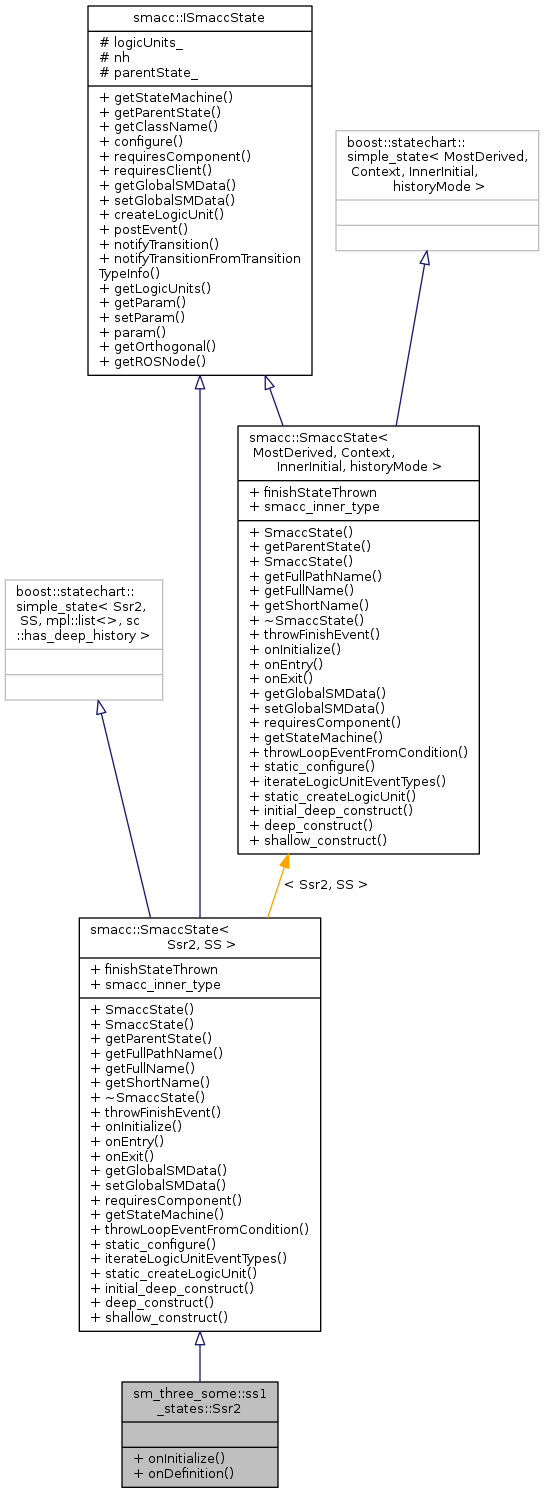 smacc::ISmaccState
# logicUnits_
# nh
# parentState_
+ getStateMachine()
+ getParentState()
+ getClassName()
+ configure()
+ requiresComponent()
+ requiresClient()
+ getGlobalSMData()
+ setGlobalSMData()
+ createLogicUnit()
+ postEvent()
+ notifyTransition()
+ notifyTransitionFromTransition
TypeInfo()
+ getLogicUnits()
+ getParam()
+ setParam()
+ param()
+ getOrthogonal()
+ getROSNode()
boost::statechart::
simple_state< MostDerived,
Context, InnerInitial,
historyMode >
smacc::SmaccState<
MostDerived, Context,
InnerInitial, historyMode >
+ finishStateThrown
+ smacc_inner_type
+ SmaccState()
+ getParentState()
+ SmaccState()
+ getFullPathName()
+ getFullName()
+ getShortName()
+ ~SmaccState()
+ throwFinishEvent()
+ onInitialize()
+ onEntry()
+ onExit()
+ getGlobalSMData()
+ setGlobalSMData()
+ requiresComponent()
+ getStateMachine()
+ throwLoopEventFromCondition()
+ static_configure()
+ iterateLogicUnitEventTypes()
+ static_createLogicUnit()
+ initial_deep_construct()
+ deep_construct()
+ shallow_construct()
boost::statechart::
simple_state< Ssr2,
SS, mpl::list<>, sc
::has_deep_history >
< Ssr2, SS >
smacc::SmaccState<
Ssr2, SS >
+ finishStateThrown
+ smacc_inner_type
+ SmaccState()
+ SmaccState()
+ getParentState()
+ getFullPathName()
+ getFullName()
+ getShortName()
+ ~SmaccState()
+ throwFinishEvent()
+ onInitialize()
+ onEntry()
+ onExit()
+ getGlobalSMData()
+ setGlobalSMData()
+ requiresComponent()
+ getStateMachine()
+ throwLoopEventFromCondition()
+ static_configure()
+ iterateLogicUnitEventTypes()
+ static_createLogicUnit()
+ initial_deep_construct()
+ deep_construct()
+ shallow_construct()
sm_three_some::ss1
_states::Ssr2
+ onInitialize()
+ onDefinition()